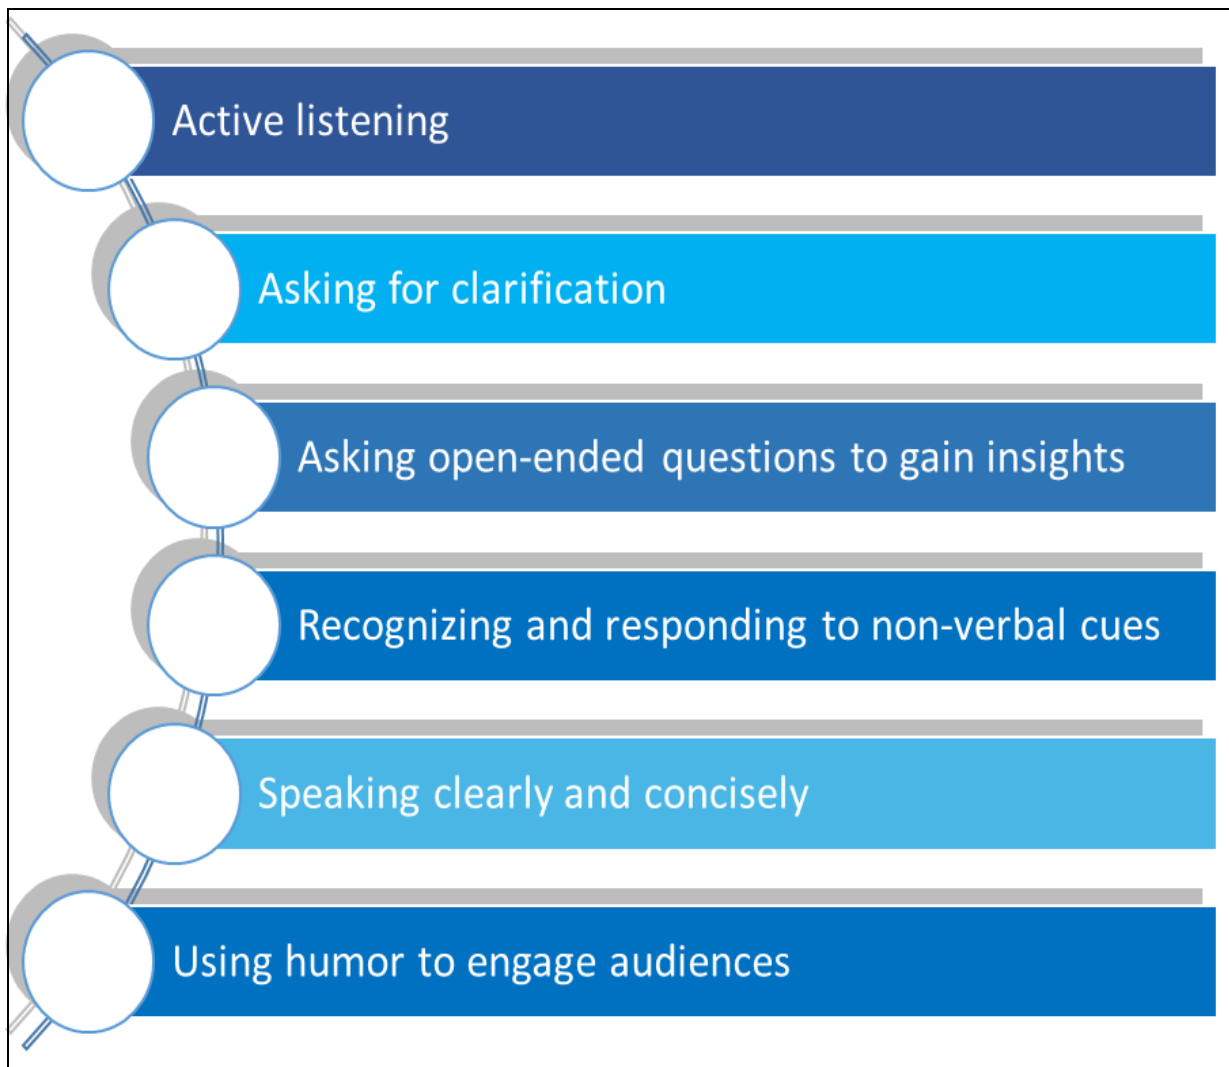 Active listening
Asking for clarification
Asking open-ended questions to gain insights
Recognizing and responding to non-verbal cues
Speaking clearly and concisely
Using humor to engage audiences